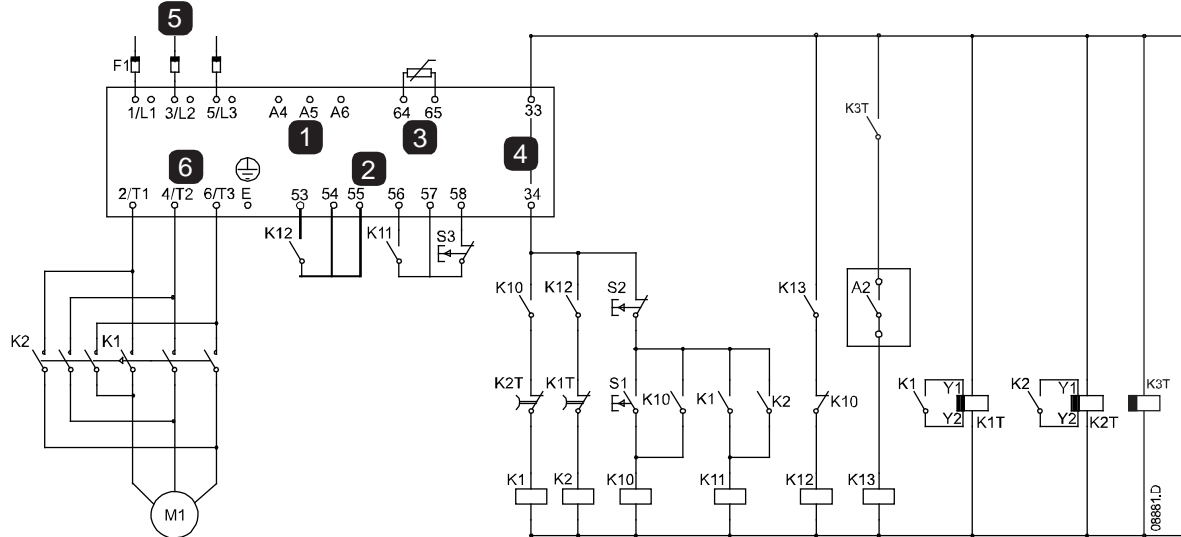 5
F1
1/L1 3/L2 5/L3 A4 A5 A6 64 65 33
1 3 4
6 2
2/T1 4/T2 6/T3 E 53 54 55 56 57 58 34
K12 K11 S3
K3T
K10 K12 S2 K13 A2
K2 K1
K2T K1T S1 K10 K1 K2 K10 K1 Y1 Y2 K1T K2 Y1 Y2 K2T K3T
K1 K2 K10 K11 K12 K13
M1
08881.D